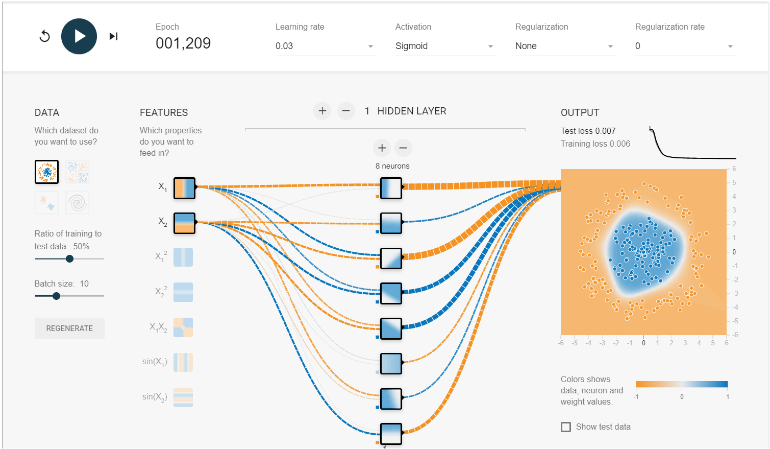 Epoch
001,209
Learning rate
0.03
Activation
Sigmoid
Regularization
None
Regularization rate
0
DATA
Which dataset do
you want to use?
Ratio of training to
test data: 50%
Batch size: 10
REGENERATE
FEATURES
Which properties
do you want to
feed in?
X1
X2
X1²
X2²
X1X2
sin(X1)
sin(X2)
+ − 1 HIDDEN LAYER
+ −
8 neurons
OUTPUT
Test loss 0.007
Training loss 0.006
6
5
4
3
2
1
0
-1
-2
-3
-4
-5
-6
-6 -5 -4 -3 -2 -1 0 1 2 3 4 5 6
Colors shows
data, neuron and
weight values.
-1 0 1
Show test data